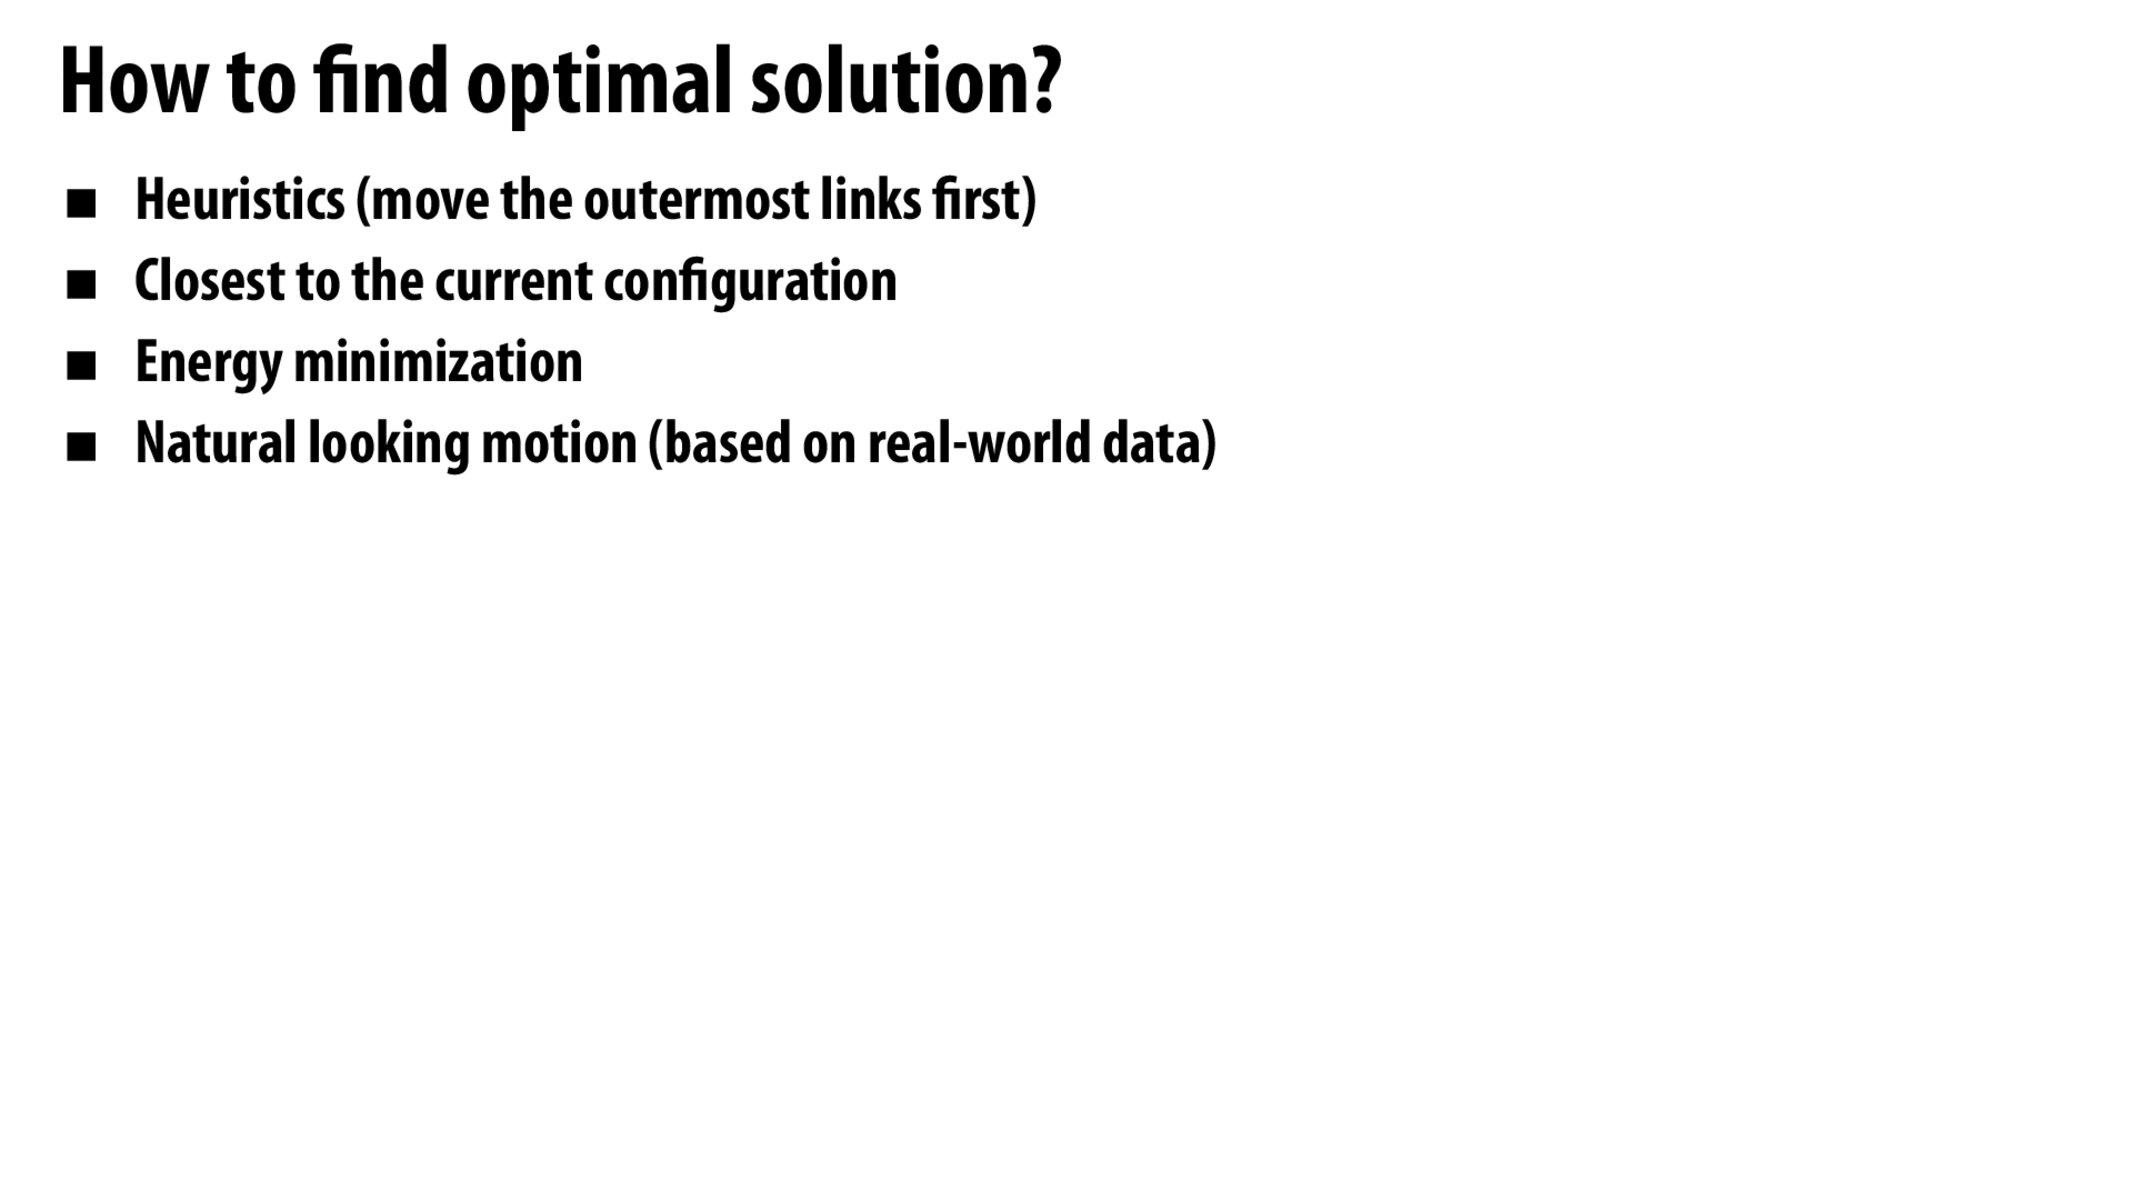 How to find optimal solution?
■ Heuristics (move the outermost links first)
■ Closest to the current configuration
■ Energy minimization
■ Natural looking motion (based on real-world data)